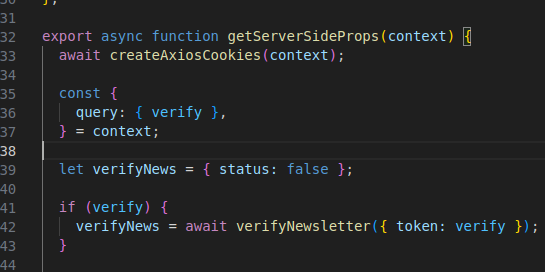 30 };
31
32 export async function getServerSideProps(context) {
33 await createAxiosCookies(context);
34
35 const {
36 query: { verify },
37 } = context;
38
39 let verifyNews = { status: false };
40
41 if (verify) {
42 verifyNews = await verifyNewsletter({ token: verify });
43 }
44